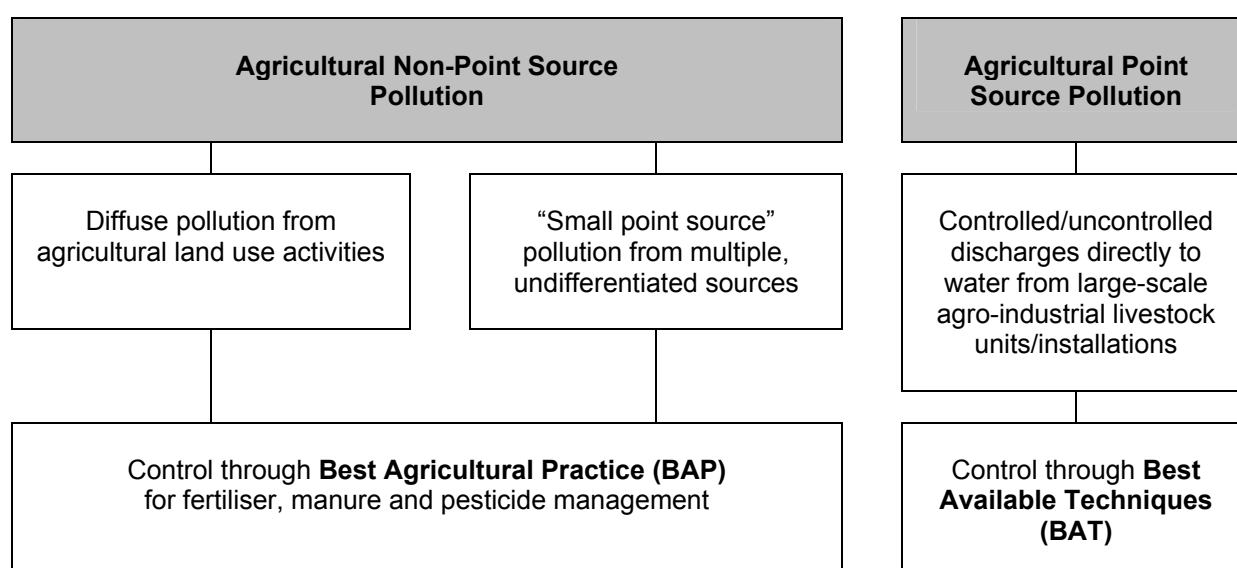 Agricultural Non-Point Source
Pollution
Agricultural Point
Source Pollution
Diffuse pollution from
agricultural land use activities
“Small point source”
pollution from multiple,
undifferentiated sources
Controlled/uncontrolled
discharges directly to
water from large-scale
agro-industrial livestock
units/installations
Control through Best Agricultural Practice (BAP)
for fertiliser, manure and pesticide management
Control through Best
Available Techniques
(BAT)